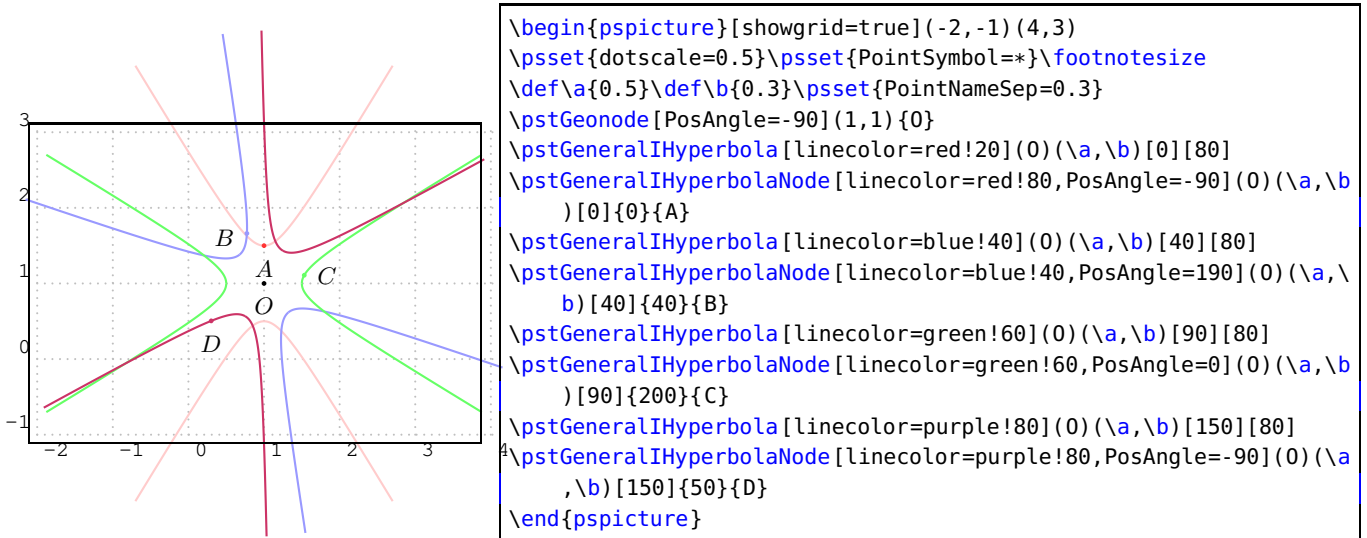 3
2
1
0
−1
−2 −1 0 1 2 3 4
B
A
C
O
D
\begin{pspicture}[showgrid=true](-2,-1)(4,3)
\psset{dotscale=0.5}\psset{PointSymbol=*}\footnotesize
\def\a{0.5}\def\b{0.3}\psset{PointNameSep=0.3}
\pstGeonode[PosAngle=-90](1,1){O}
\pstGeneralIHyperbola[linecolor=red!20](O)(\a,\b)[0][80]
\pstGeneralIHyperbolaNode[linecolor=red!80,PosAngle=-90](O)(\a,\b
)[0]{0}{A}
\pstGeneralIHyperbola[linecolor=blue!40](O)(\a,\b)[40][80]
\pstGeneralIHyperbolaNode[linecolor=blue!40,PosAngle=190](O)(\a,\
b)[40]{40}{B}
\pstGeneralIHyperbola[linecolor=green!60](O)(\a,\b)[90][80]
\pstGeneralIHyperbolaNode[linecolor=green!60,PosAngle=0](O)(\a,\b
)[90]{200}{C}
\pstGeneralIHyperbola[linecolor=purple!80](O)(\a,\b)[150][80]
\pstGeneralIHyperbolaNode[linecolor=purple!80,PosAngle=-90](O)(\a
,\b)[150]{50}{D}
\end{pspicture}